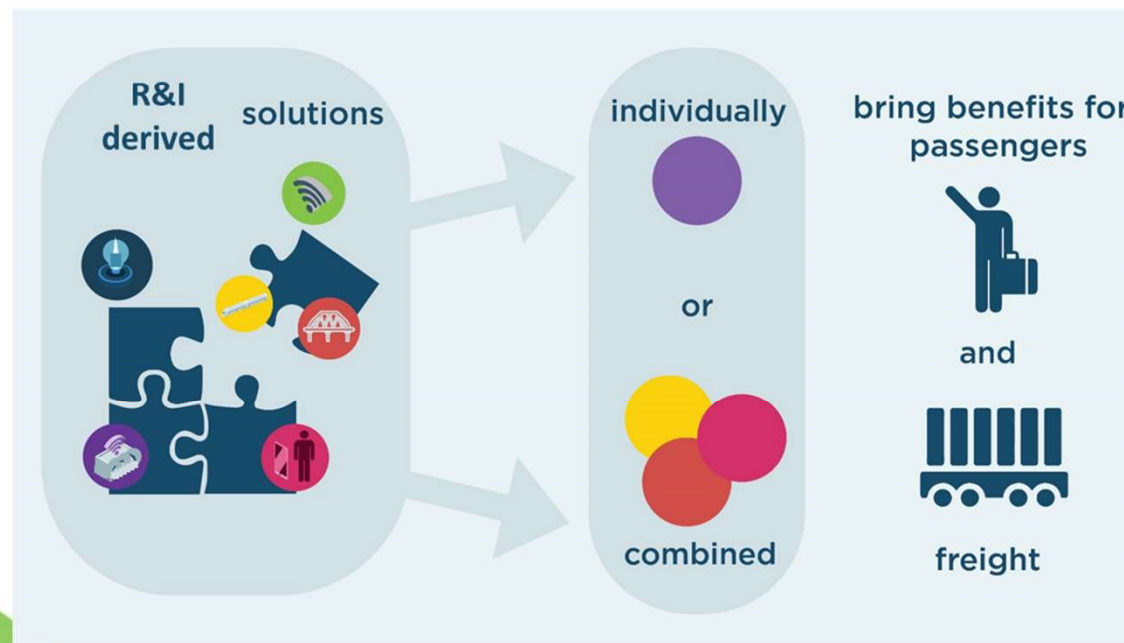 R&I
derived
solutions
individually
or
combined
bring benefits for
passengers
and
freight